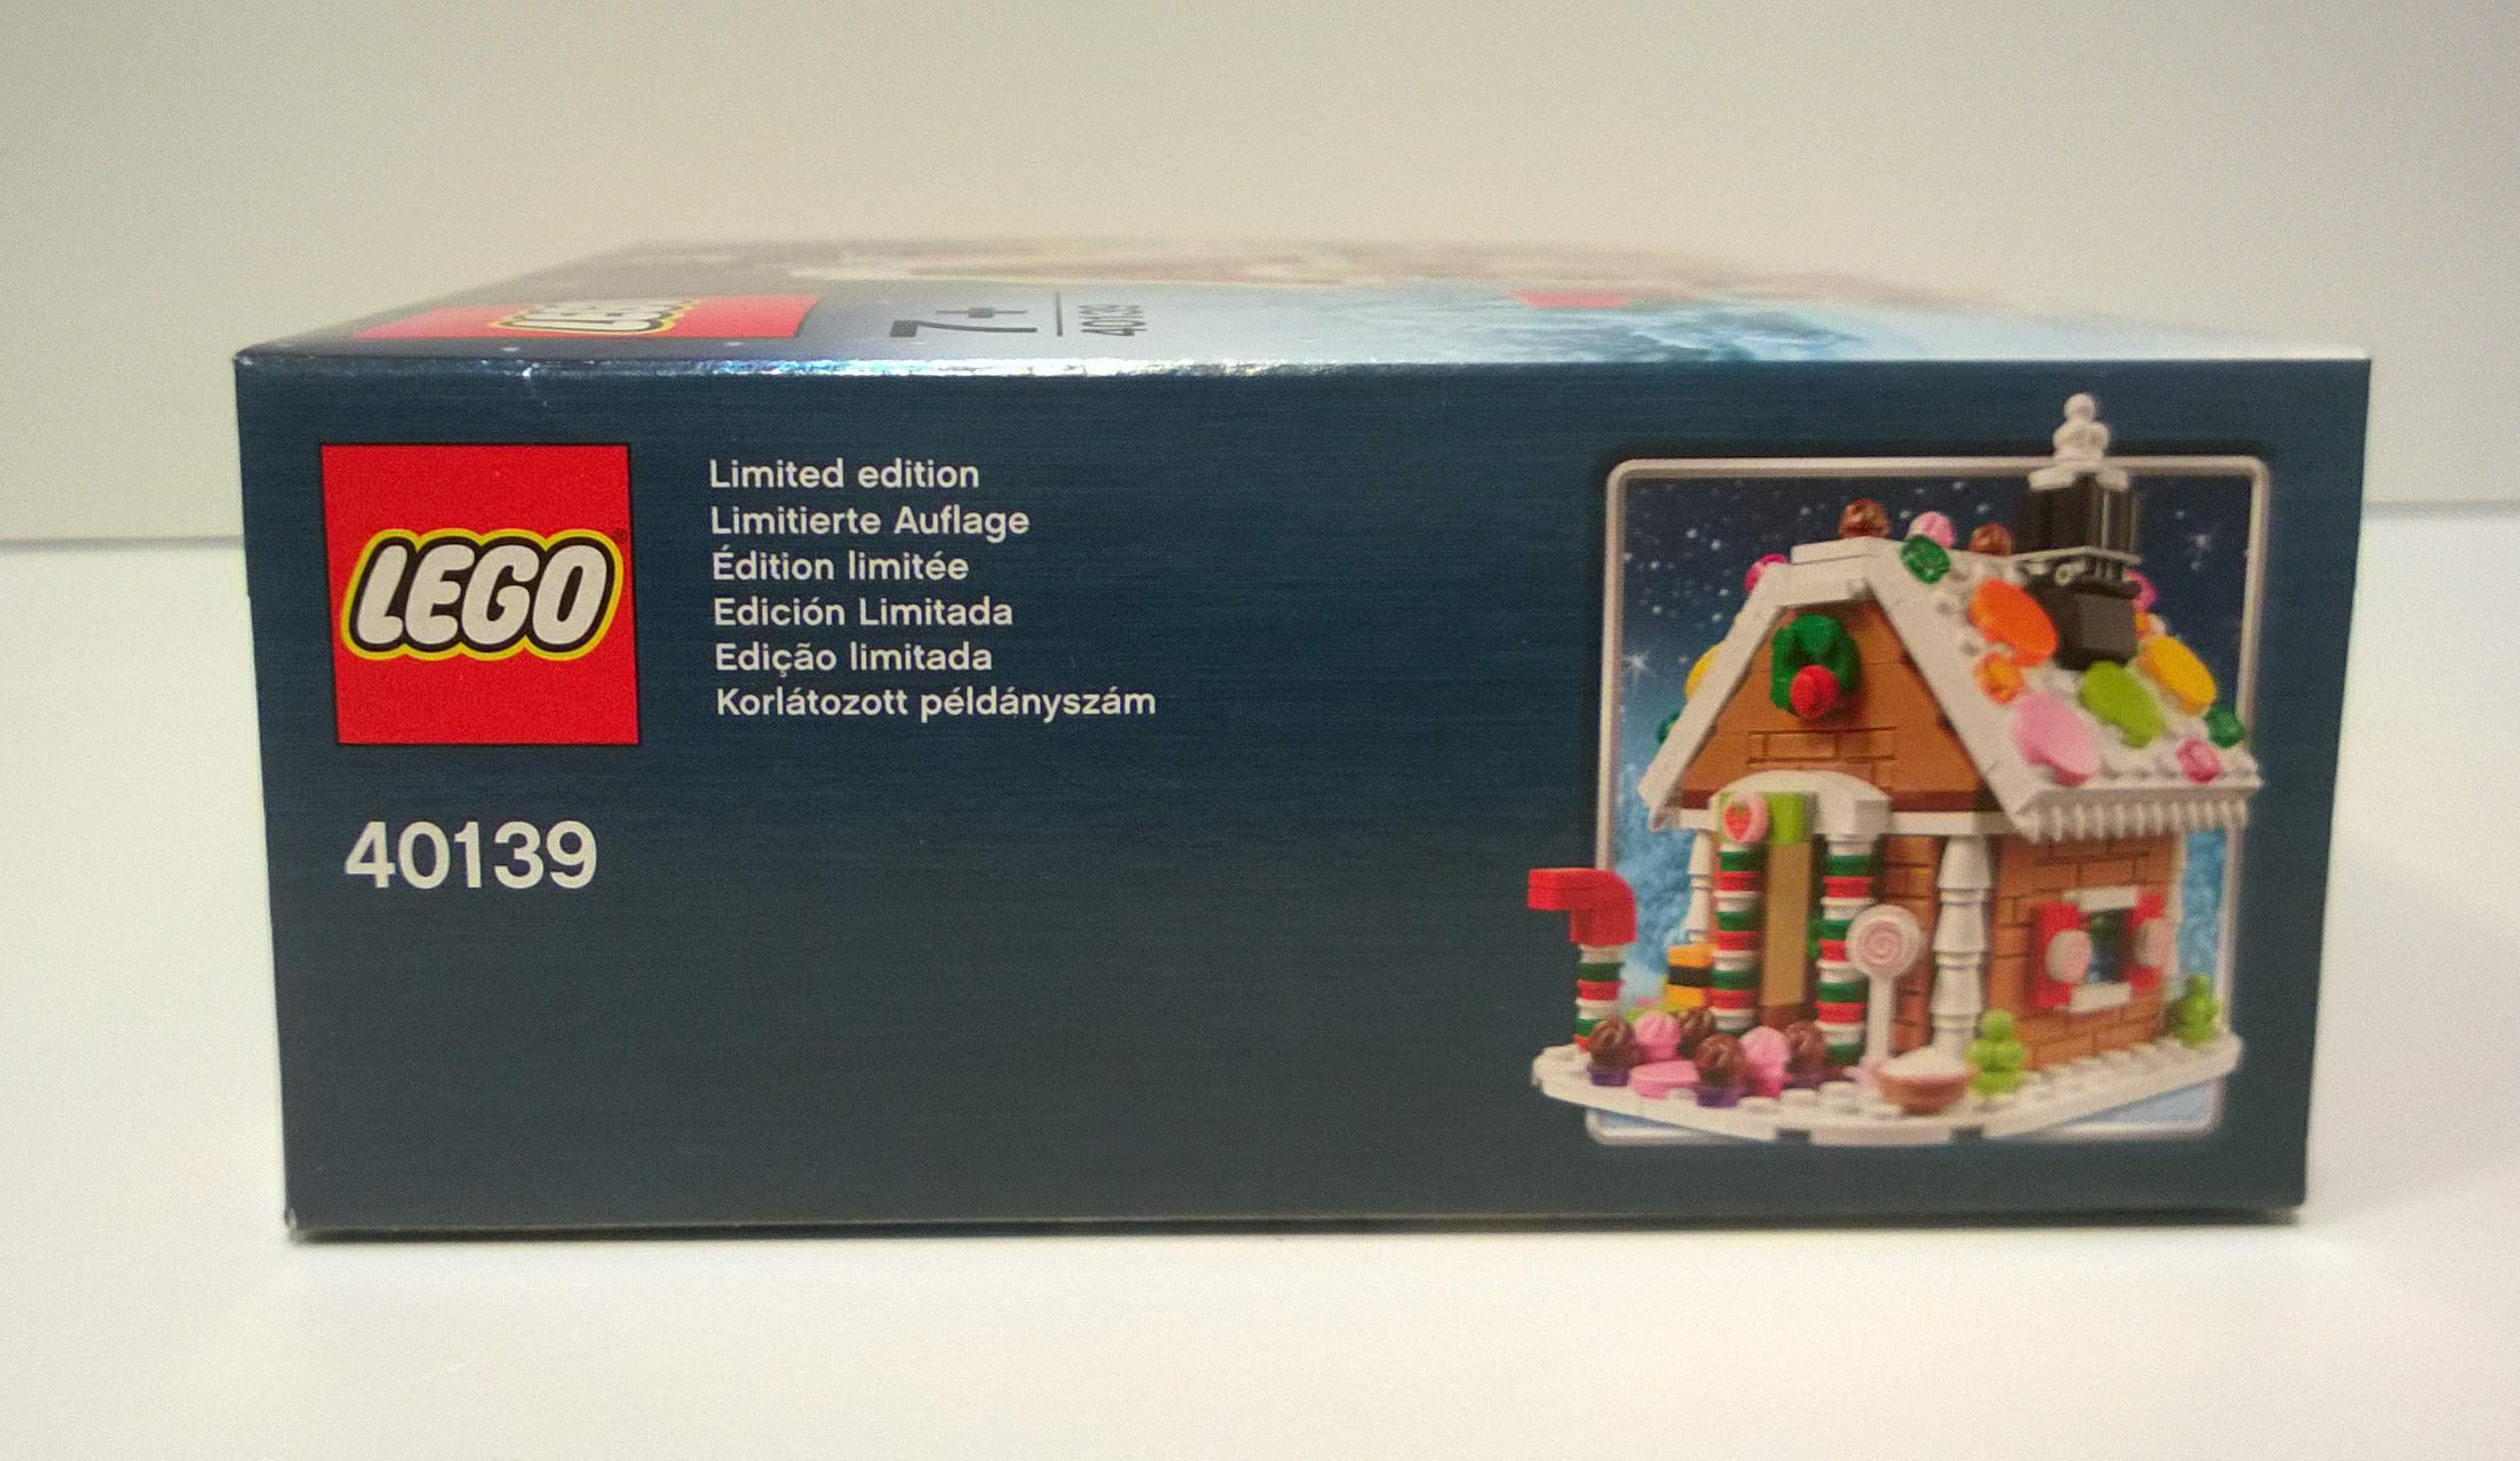 LEGO
7+
40139
LEGO®
Limited edition
Limitierte Auflage
Édition limitée
Edición Limitada
Edição limitada
Korlátozott példányszám
40139